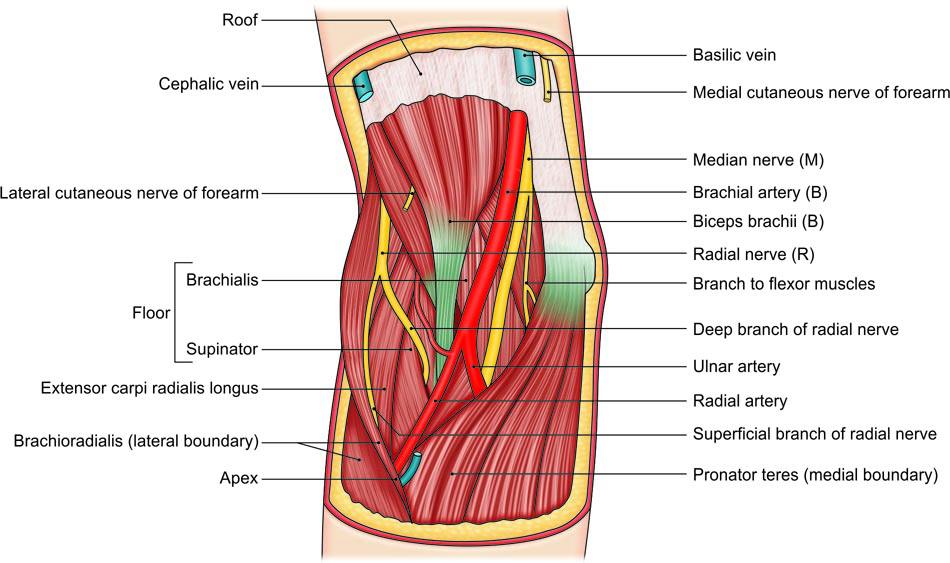 Roof
Cephalic vein
Lateral cutaneous nerve of forearm
Brachialis
Floor
Supinator
Extensor carpi radialis longus
Brachioradialis (lateral boundary)
Apex
Basilic vein
Medial cutaneous nerve of forearm
Median nerve (M)
Brachial artery (B)
Biceps brachii (B)
Radial nerve (R)
Branch to flexor muscles
Deep branch of radial nerve
Ulnar artery
Radial artery
Superficial branch of radial nerve
Pronator teres (medial boundary)